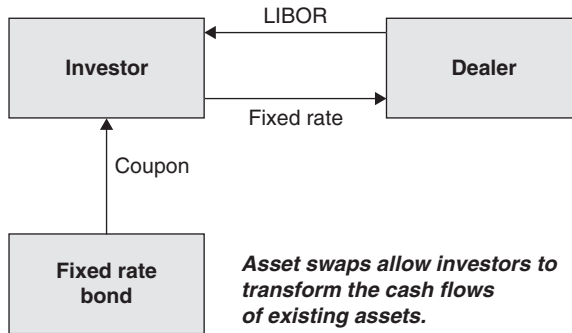 LIBOR
Investor
Dealer
Fixed rate
Coupon
Fixed rate
bond
Asset swaps allow investors to
transform the cash flows
of existing assets.